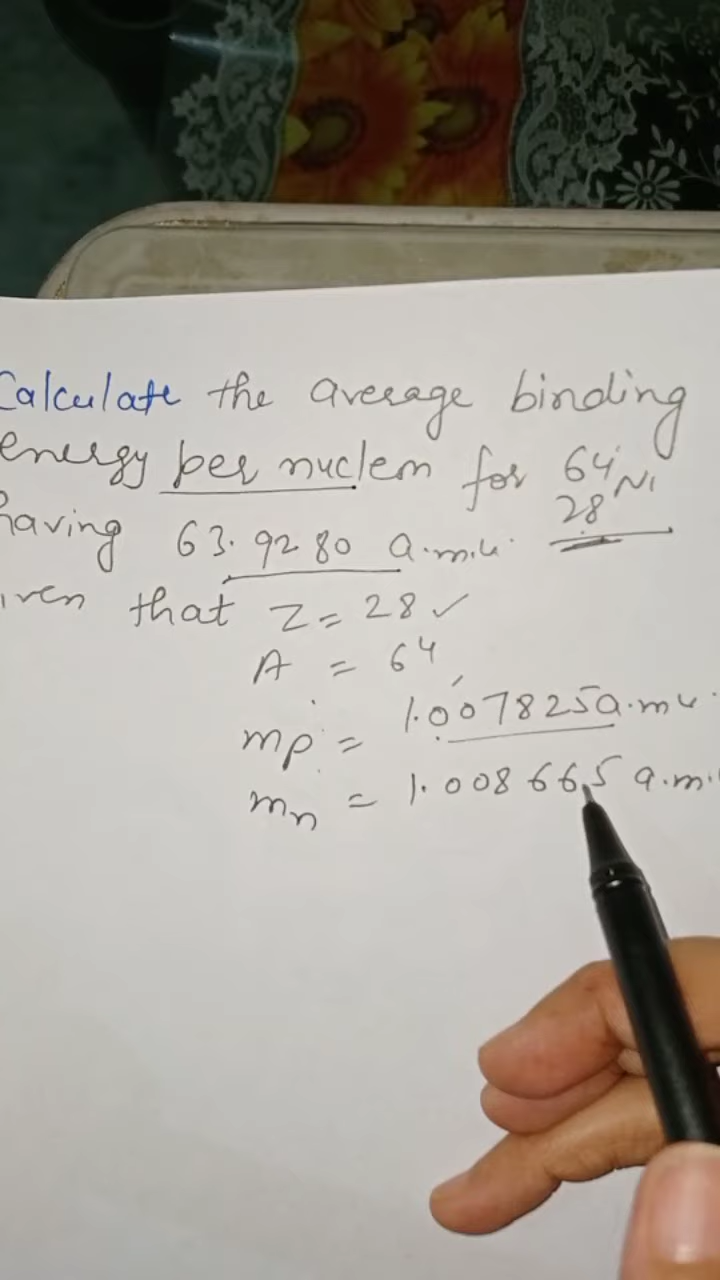 Calculate the average binding
energy per nuclem for 64 28 Ni
having 63.9280 a.m.u.
iven that Z = 28 ✓
A = 64
mp = 1.007825 a.m.u.
mn = 1.008665 a.m.u